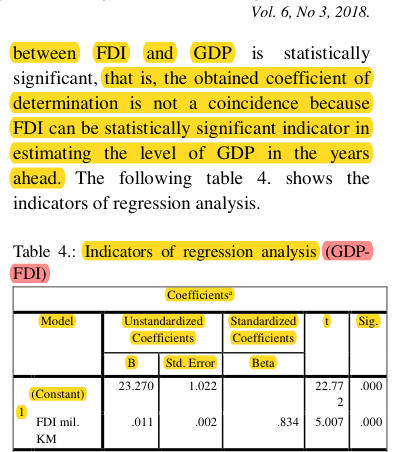 Vol. 6, No 3, 2018.
between FDI and GDP is statistically
significant, that is, the obtained coefficient of
determination is not a coincidence because
FDI can be statistically significant indicator in
estimating the level of GDP in the years
ahead. The following table 4. shows the
indicators of regression analysis.
Table 4.: Indicators of regression analysis (GDP-
FDI)
Coefficientsᵃ
Model Unstandardized Standardized t Sig.
Coefficients Coefficients
B Std. Error Beta
(Constant) 23.270 1.022 22.77 .000
2
1
FDI mil. .011 .002 .834 5.007 .000
KM